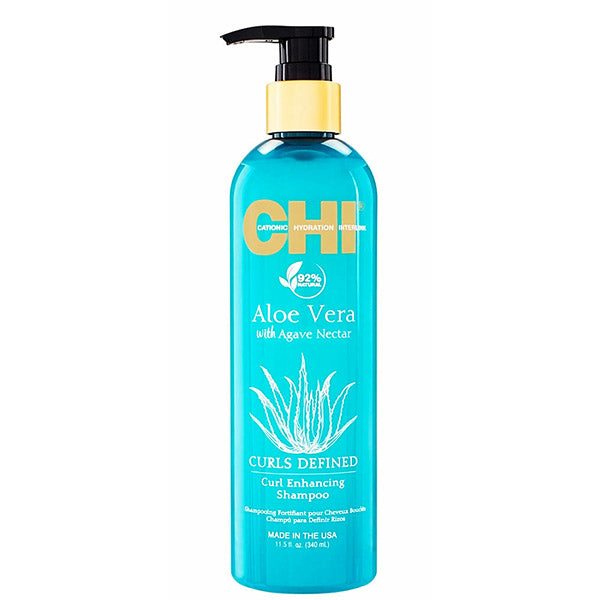 CHI®
CATIONIC HYDRATION INTERLINK
92%
NATURAL
Aloe Vera
with Agave Nectar
CURLS DEFINED
Curl Enhancing
Shampoo
Shampooing Fortifiant pour Cheveux Bouclés
Champú para Definir Rizos
MADE IN THE USA
11.5 fl. oz. (340 mL)